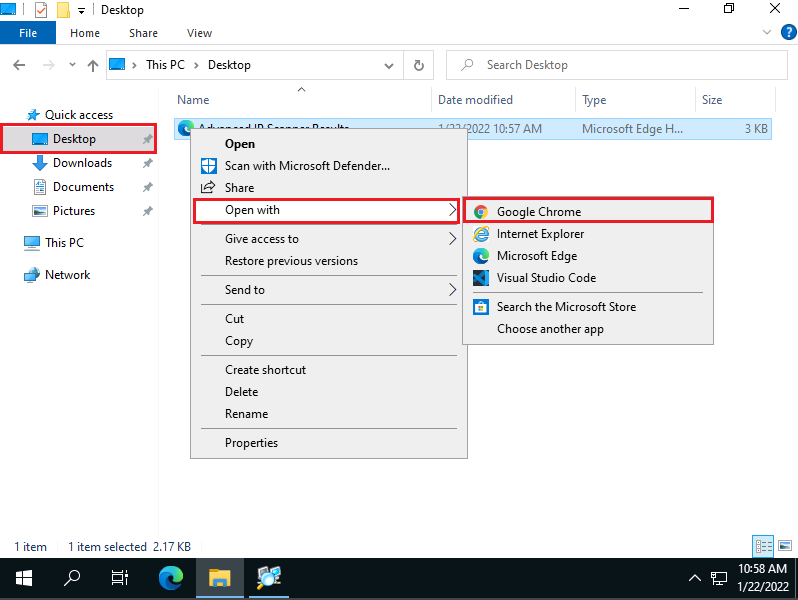 Desktop
File Home Share View
This PC Desktop
Search Desktop
Name Date modified Type Size
Quick access
Desktop
Downloads
Documents
Pictures
This PC
Network
Advanced IP Scanner Results 1/22/2022 10:57 AM Microsoft Edge H... 3 KB
Open
Scan with Microsoft Defender...
Share
Open with
Give access to
Restore previous versions
Send to
Cut
Copy
Create shortcut
Delete
Rename
Properties
Google Chrome
Internet Explorer
Microsoft Edge
Visual Studio Code
Search the Microsoft Store
Choose another app
1 item 1 item selected 2.17 KB
10:58 AM
1/22/2022